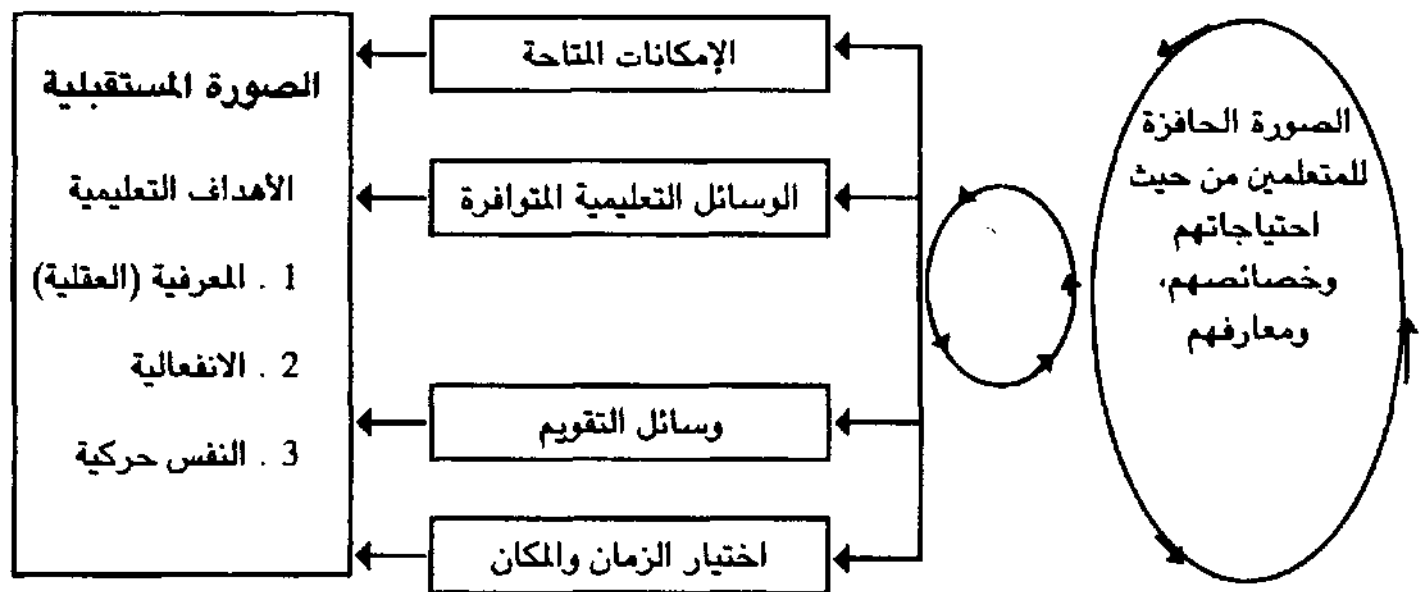 الصورة الحافزة
للمتعلمين من حيث
احتياجاتهم
وخصائصهم،
ومعارفهم
الإمكانات المتاحة
الوسائل التعليمية المتوافرة
وسائل التقويم
اختيار الزمان والمكان
الصورة المستقبلية
الأهداف التعليمية
1 . المعرفية (العقلية)
2 . الانفعالية
3 . النفس حركية